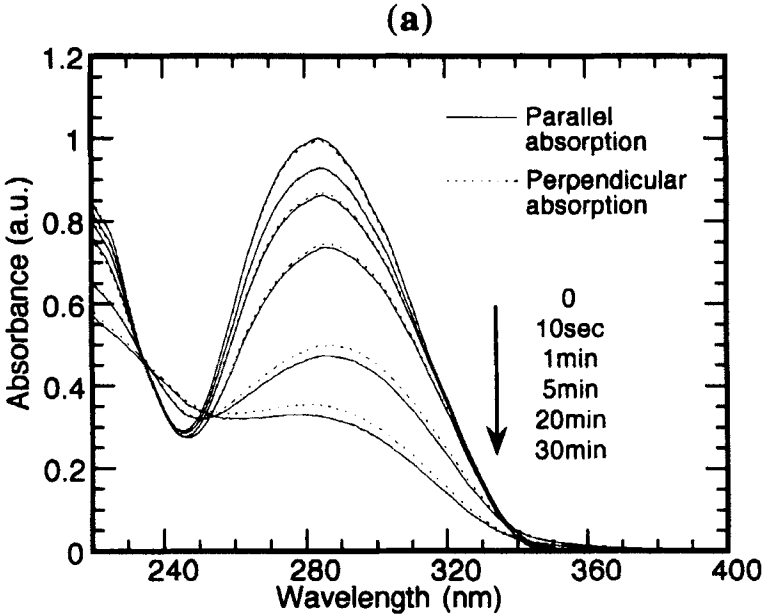 (a)
1.2
1
0.8
0.6
0.4
0.2
0
Absorbance (a.u.)
Parallel
absorption
Perpendicular
absorption
0
10sec
1min
5min
20min
30min
240 280 320 360 400
Wavelength (nm)